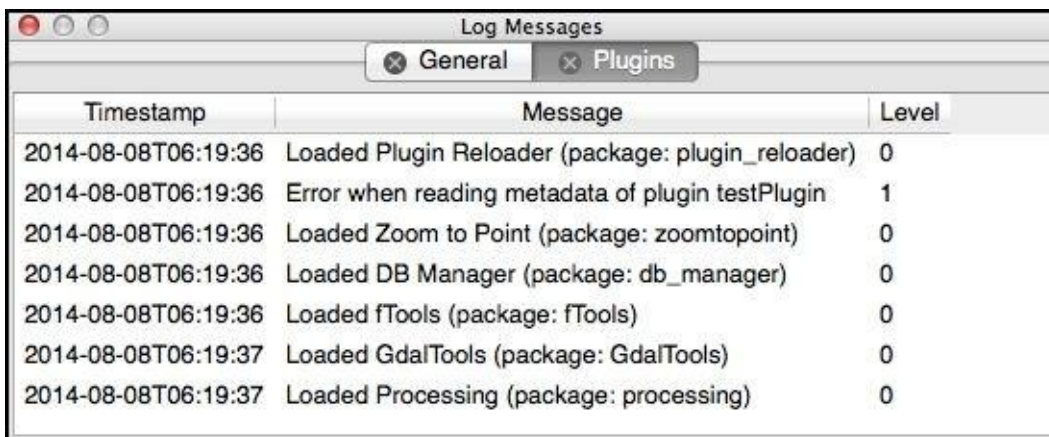 Log Messages
General Plugins
Timestamp Message Level
2014-08-08T06:19:36 Loaded Plugin Reloader (package: plugin_reloader) 0
2014-08-08T06:19:36 Error when reading metadata of plugin testPlugin 1
2014-08-08T06:19:36 Loaded Zoom to Point (package: zoomtopoint) 0
2014-08-08T06:19:36 Loaded DB Manager (package: db_manager) 0
2014-08-08T06:19:36 Loaded fTools (package: fTools) 0
2014-08-08T06:19:37 Loaded GdalTools (package: GdalTools) 0
2014-08-08T06:19:37 Loaded Processing (package: processing) 0